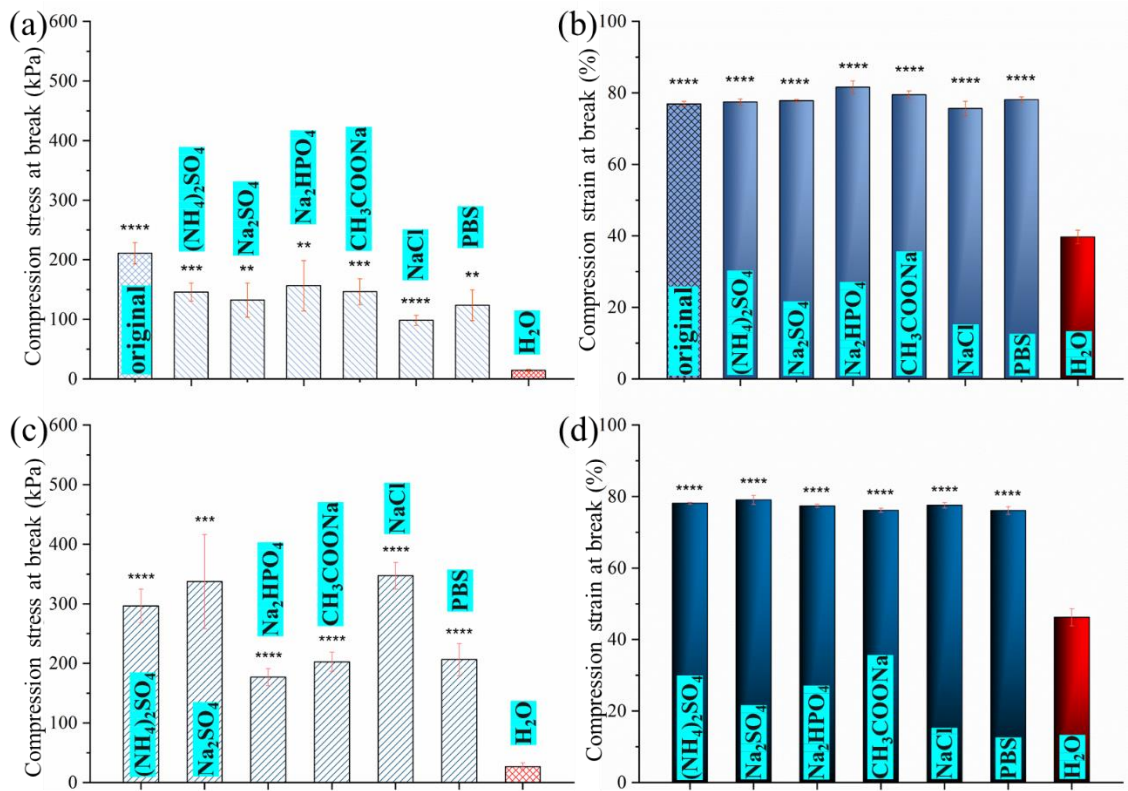 (a)
Compression stress at break (kPa)
600
500
400
300
200
100
0
****
***
**
**
***
****
**
original
(NH₄)₂SO₄
Na₂SO₄
Na₂HPO₄
CH₃COONa
NaCl
PBS
H₂O
(b)
Compression strain at break (%)
100
80
60
40
20
0
****
****
****
****
****
****
****
original
(NH₄)₂SO₄
Na₂SO₄
Na₂HPO₄
CH₃COONa
NaCl
PBS
H₂O
(c)
Compression stress at break (kPa)
600
500
400
300
200
100
0
****
***
****
****
****
****
(NH₄)₂SO₄
Na₂SO₄
Na₂HPO₄
CH₃COONa
NaCl
PBS
H₂O
(d)
Compression strain at break (%)
100
80
60
40
20
0
****
****
****
****
****
****
(NH₄)₂SO₄
Na₂SO₄
Na₂HPO₄
CH₃COONa
NaCl
PBS
H₂O